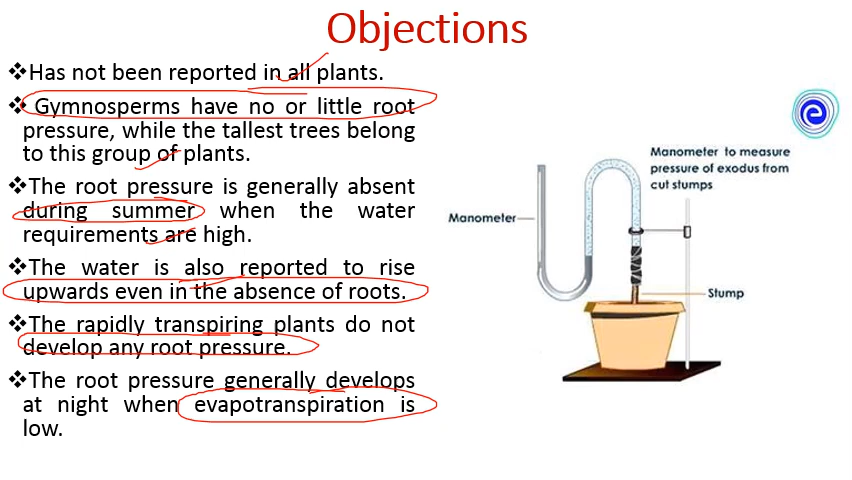 Objections
❖Has not been reported in all plants.
❖ Gymnosperms have no or little root
pressure, while the tallest trees belong
to this group of plants.
❖The root pressure is generally absent
during summer when the water
requirements are high.
❖The water is also reported to rise
upwards even in the absence of roots.
❖The rapidly transpiring plants do not
develop any root pressure.
❖The root pressure generally develops
at night when evapotranspiration is
low.
e
Manometer to measure
pressure of exodus from
cut stumps
Manometer
Stump